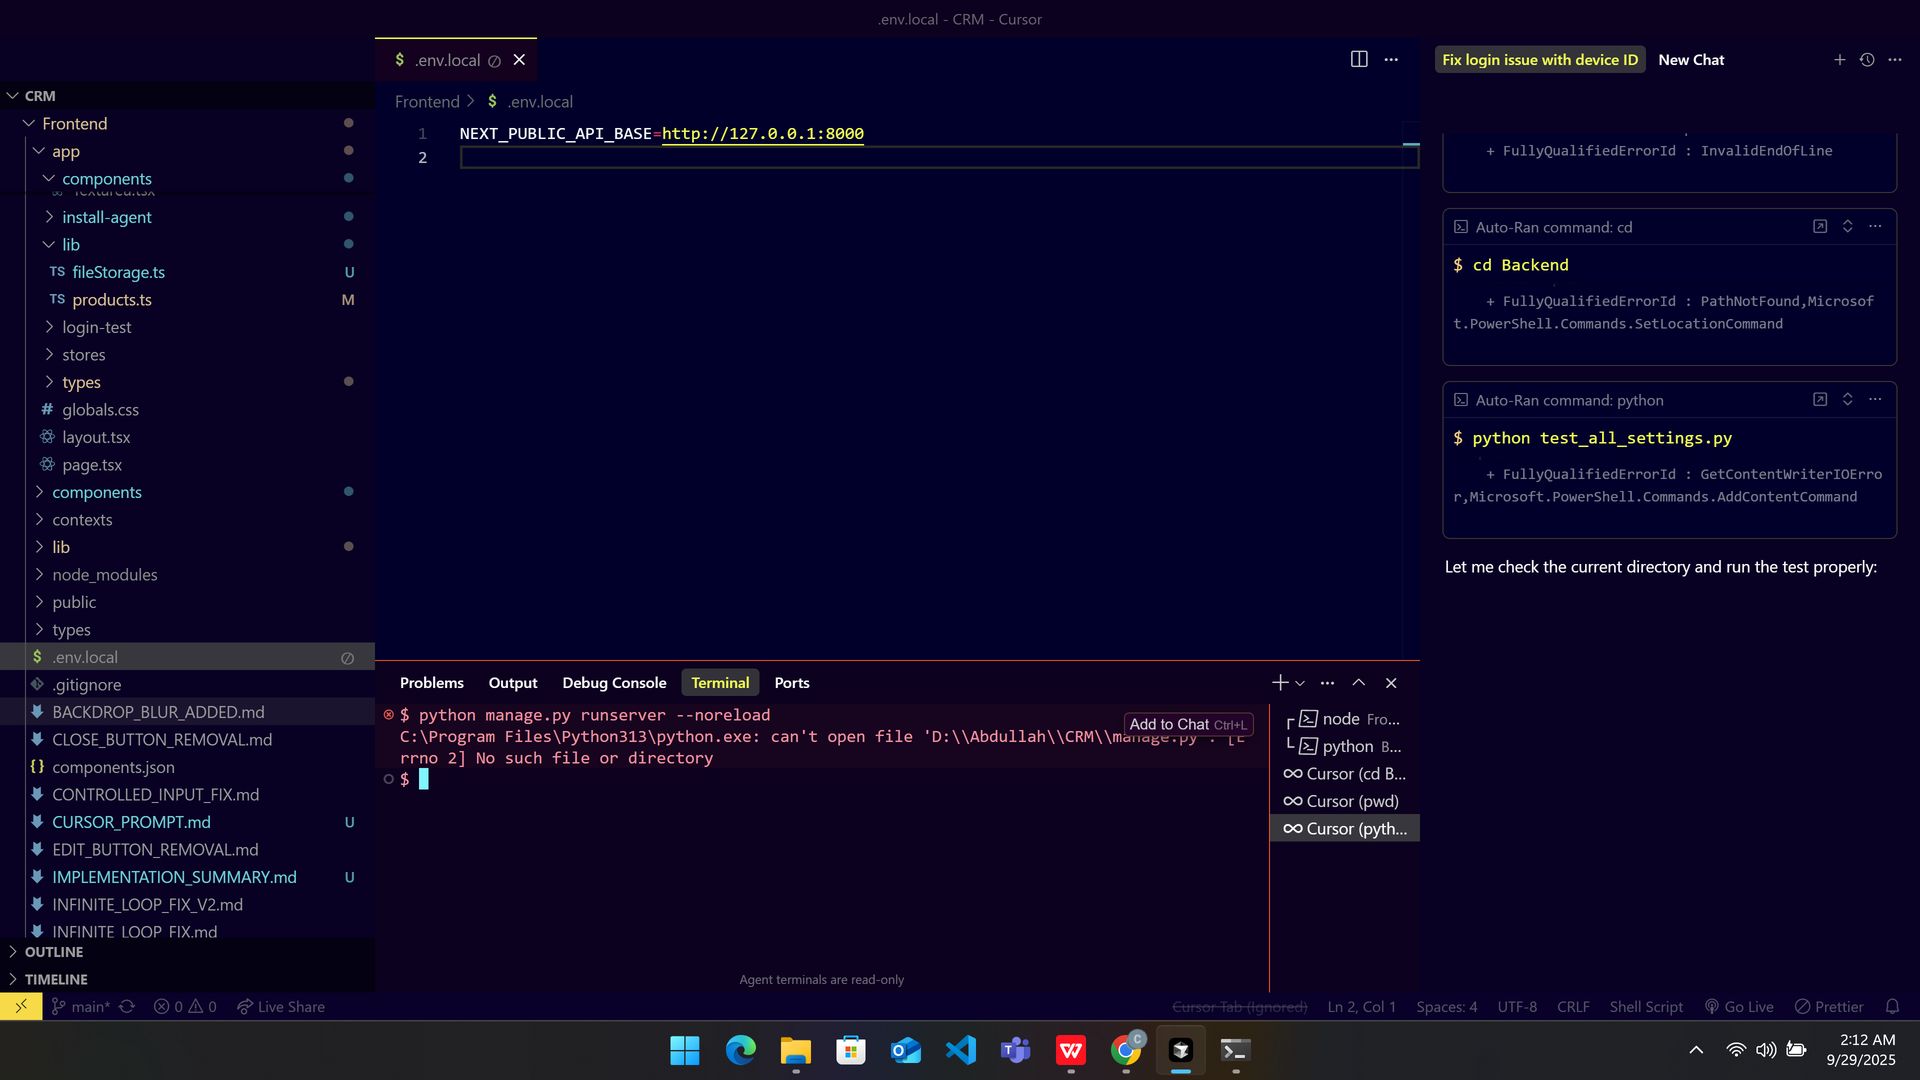 .env.local - CRM - Cursor
CRM
Frontend
app
components
install-agent
lib
TS fileStorage.ts U
TS products.ts M
login-test
stores
types
# globals.css
layout.tsx
page.tsx
components
contexts
lib
node_modules
public
types
$ .env.local
.gitignore
BACKDROP_BLUR_ADDED.md
CLOSE_BUTTON_REMOVAL.md
{} components.json
CONTROLLED_INPUT_FIX.md
CURSOR_PROMPT.md U
EDIT_BUTTON_REMOVAL.md
IMPLEMENTATION_SUMMARY.md U
INFINITE_LOOP_FIX_V2.md
INFINITE_LOOP_FIX.md
OUTLINE
TIMELINE
$ .env.local
Frontend > $ .env.local
1 NEXT_PUBLIC_API_BASE=http://127.0.0.1:8000
2
Problems Output Debug Console Terminal Ports
$ python manage.py runserver --noreload
C:\Program Files\Python313\python.exe: can't open file 'D:\\Abdullah\\CRM\\manage.py': [E
rrno 2] No such file or directory
$
Add to Chat Ctrl+L
Agent terminals are read-only
node Fro...
python B...
Cursor (cd B...
Cursor (pwd)
Cursor (pyth...
Fix login issue with device ID New Chat
+ FullyQualifiedErrorId : InvalidEndOfLine
Auto-Ran command: cd
$ cd Backend
+ FullyQualifiedErrorId : PathNotFound,Microsof
t.PowerShell.Commands.SetLocationCommand
Auto-Ran command: python
$ python test_all_settings.py
+ FullyQualifiedErrorId : GetContentWriterIOErro
r,Microsoft.PowerShell.Commands.AddContentCommand
Let me check the current directory and run the test properly:
main* 0 0 Live Share
Cursor Tab (Ignored) Ln 2, Col 1 Spaces: 4 UTF-8 CRLF Shell Script Go Live Prettier
2:12 AM
9/29/2025